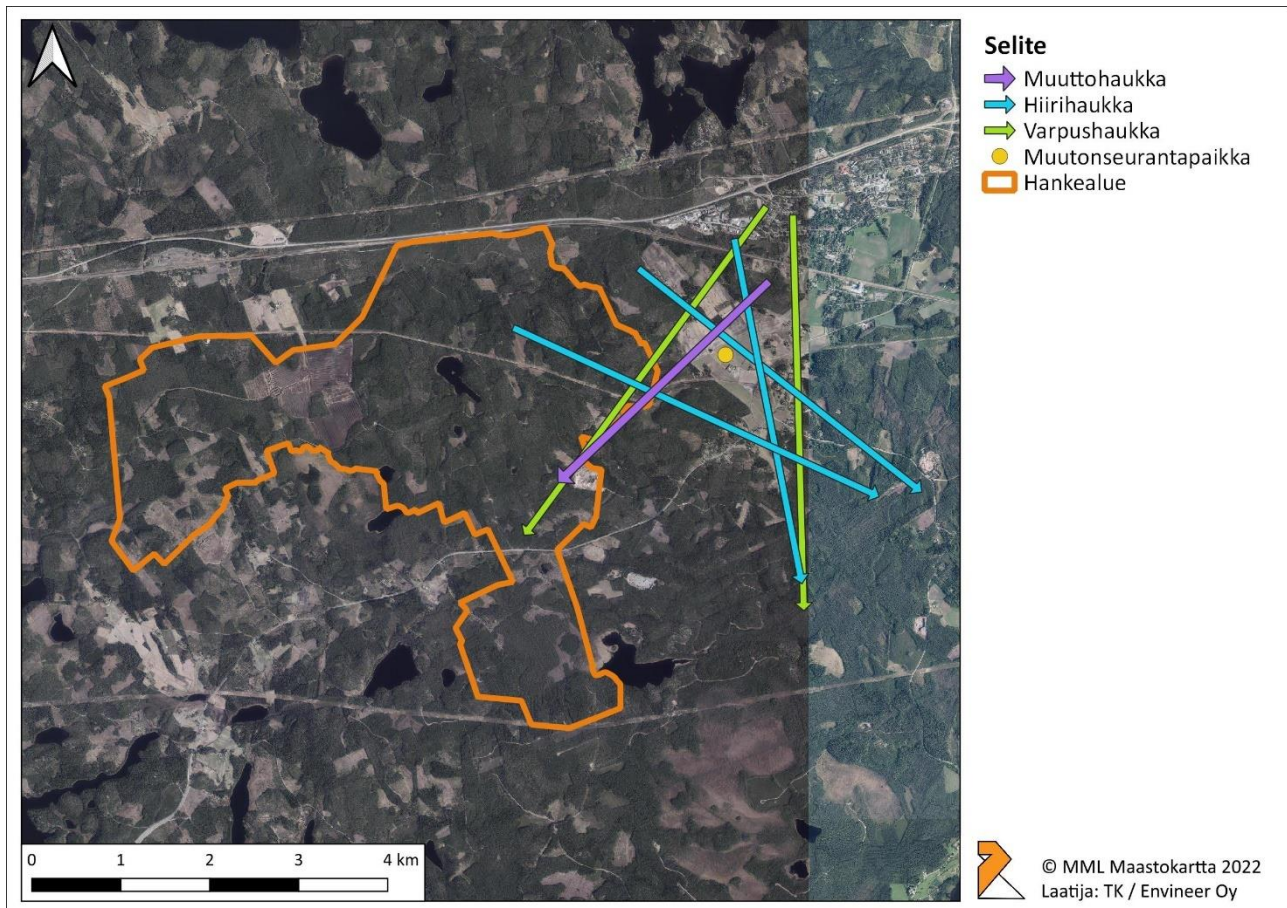 Selite
Muuttohaukka
Hiirihaukka
Varpushaukka
Muutonseurantapaikka
Hankealue
0 1 2 3 4 km
© MML Maastokartta 2022
Laatija: TK / Envineer Oy